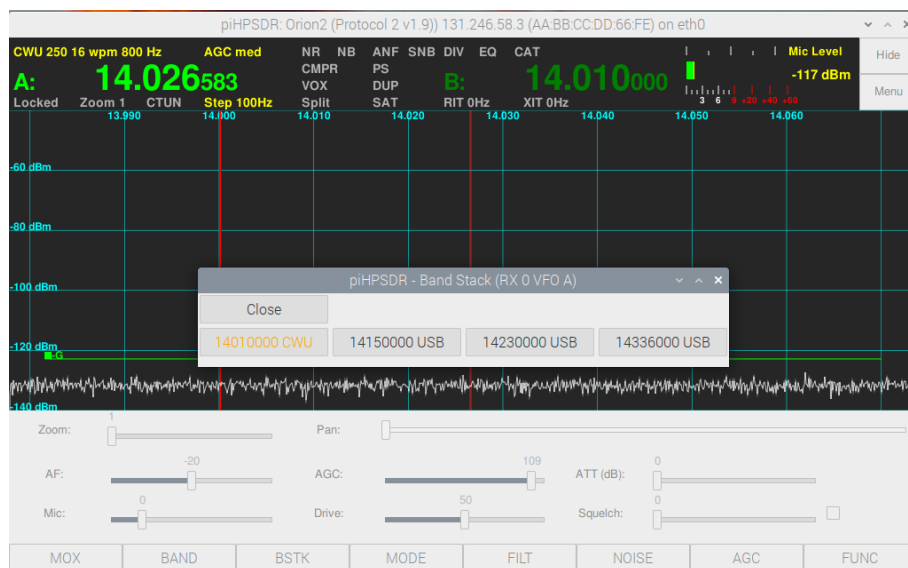 piHPSDR: Orion2 (Protocol 2 v1.9)) 131.246.58.3 (AA:BB:CC:DD:66:FE) on eth0
CWU 250 16 wpm 800 Hz AGC med NR NB ANF SNB DIV EQ CAT Mic Level Hide
CMPR PS
A: 14.026583 VOX DUP B: 14.010000 -117 dBm Menu
Locked Zoom 1 CTUN Step 100Hz Split SAT RIT 0Hz XIT 0Hz 3 6 9 +20 +40 +60
13.990 14.000 14.010 14.020 14.030 14.040 14.050 14.060
-60 dBm
-80 dBm
-100 dBm
piHPSDR - Band Stack (RX 0 VFO A)
Close
14010000 CWU 14150000 USB 14230000 USB 14336000 USB
-120 dBm
-G
-140 dBm
Zoom: 1 Pan:
AF: -20 AGC: 109 ATT (dB): 0
Mic: 0 Drive: 50 Squelch: 0
MOX BAND BSTK MODE FILT NOISE AGC FUNC